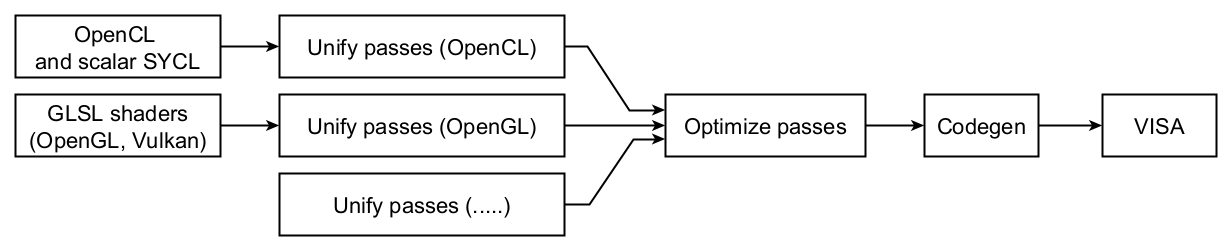 OpenCL
and scalar SYCL
Unify passes (OpenCL)
GLSL shaders
(OpenGL, Vulkan)
Unify passes (OpenGL)
Optimize passes
Codegen
VISA
Unify passes (.....)